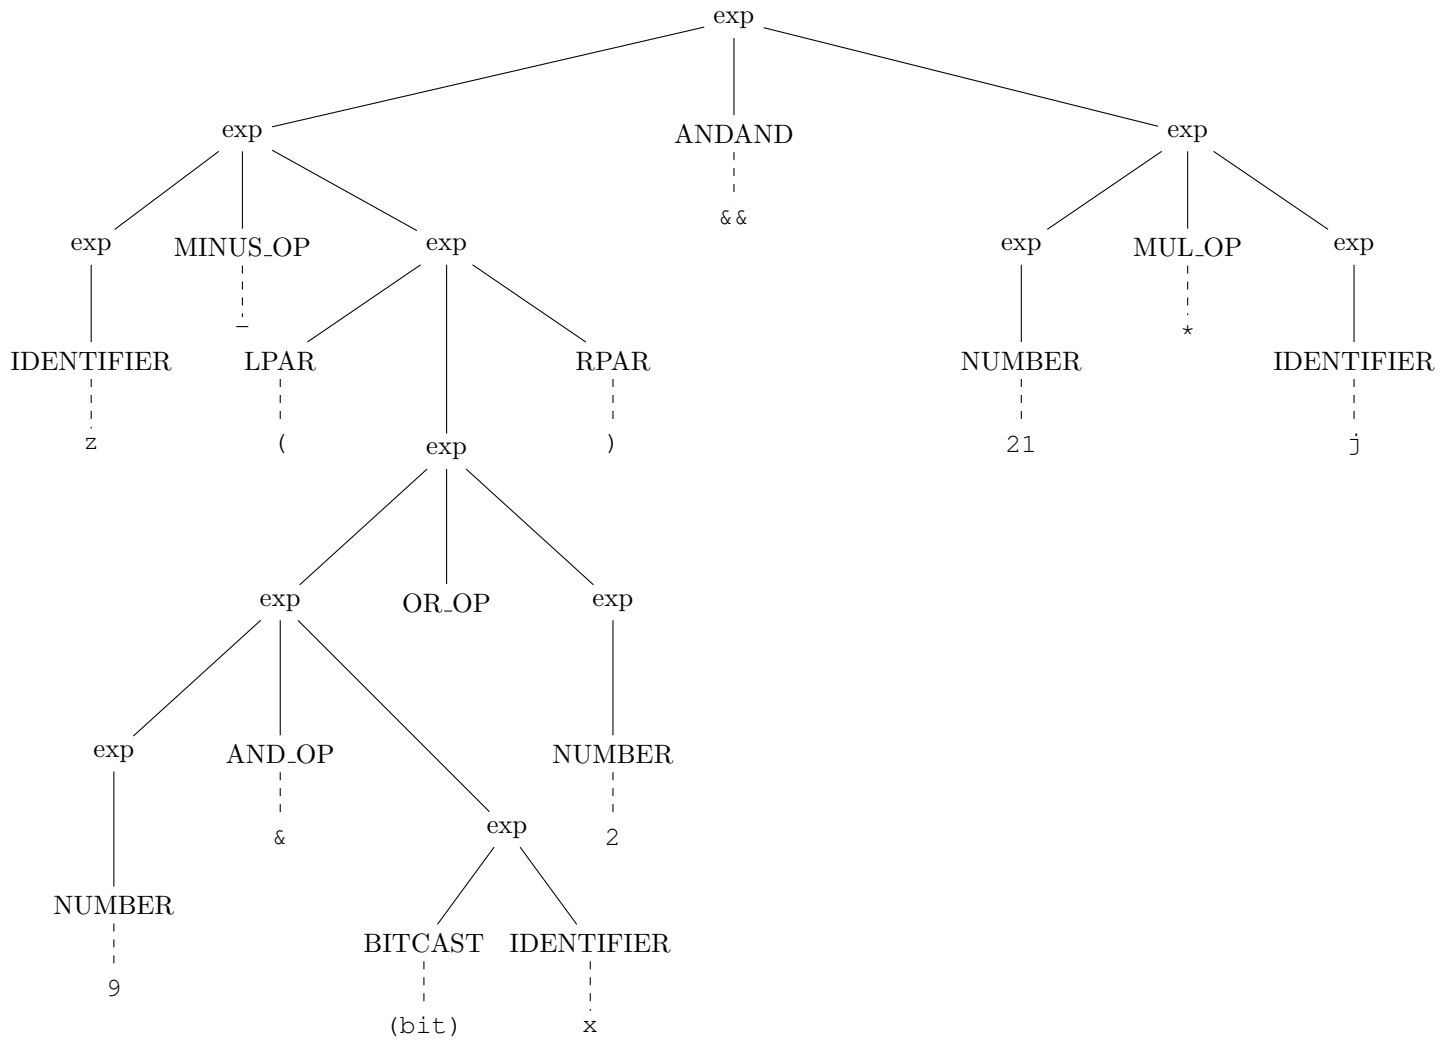 exp
exp ANDAND exp
&&
exp MINUS_OP exp exp MUL_OP exp
− *
IDENTIFIER LPAR RPAR NUMBER IDENTIFIER
z ( ) 21 j
exp
exp OR_OP exp
exp AND_OP NUMBER
& 2
exp
NUMBER
BITCAST IDENTIFIER
9
(bit) x